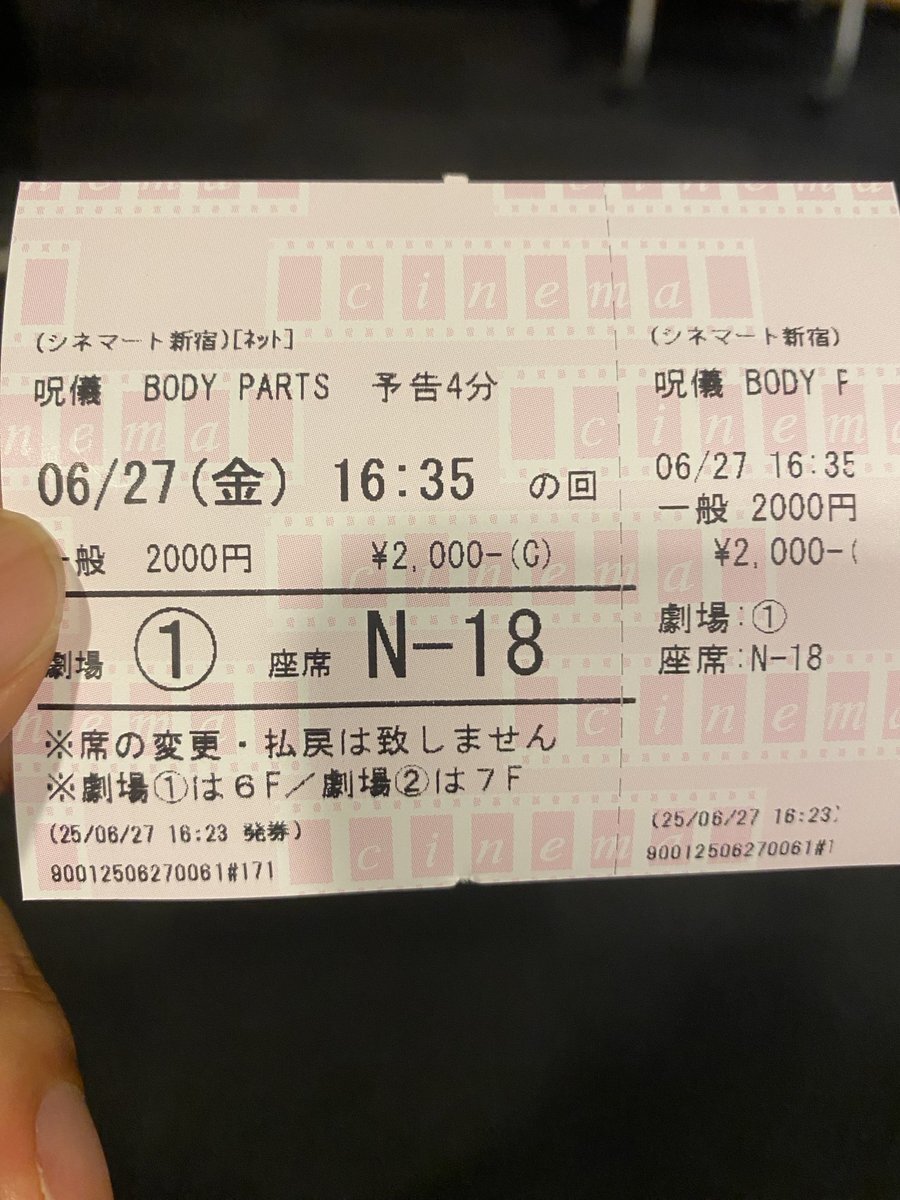 (シネマート新宿)[ネット]
呪儀　BODY PARTS　予告4分
06/27(金)　16:35　の回
一般　2000円　¥2,000-(C)
劇場　①　座席　N-18
※席の変更・払戻は致しません
※劇場①は6F／劇場②は7F
(25/06/27 16:23 発券)
90012506270061#171
(シネマート新宿)
呪儀 BODY P
06/27 16:35
一般 2000円
¥2,000-(
劇場:①
座席:N-18
(25/06/27 16:23
90012506270061#1
cinema
cinema
cinema
cinema
cinema